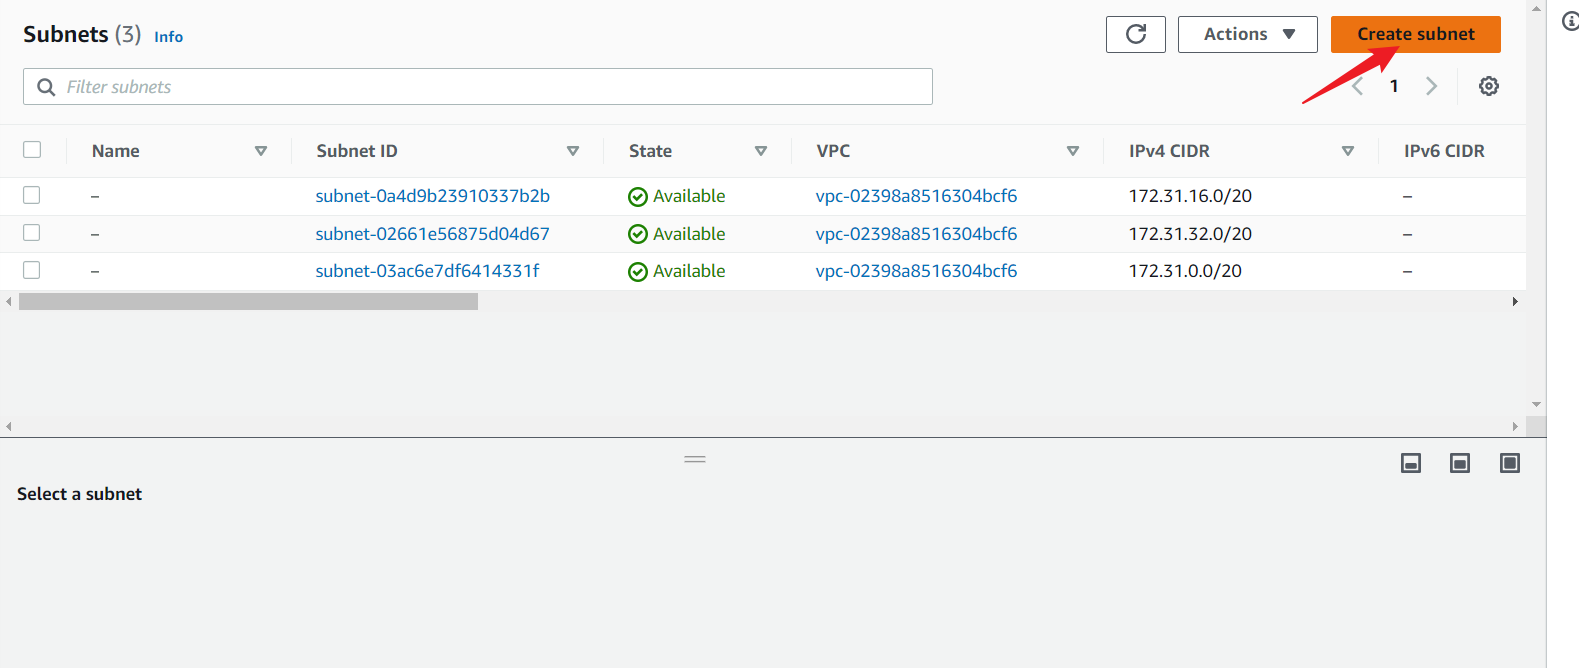 Subnets (3) Info
Actions
Create subnet
Filter subnets
1
Name Subnet ID State VPC IPv4 CIDR IPv6 CIDR
– subnet-0a4d9b23910337b2b Available vpc-02398a8516304bcf6 172.31.16.0/20 –
– subnet-02661e56875d04d67 Available vpc-02398a8516304bcf6 172.31.32.0/20 –
– subnet-03ac6e7df6414331f Available vpc-02398a8516304bcf6 172.31.0.0/20 –
Select a subnet